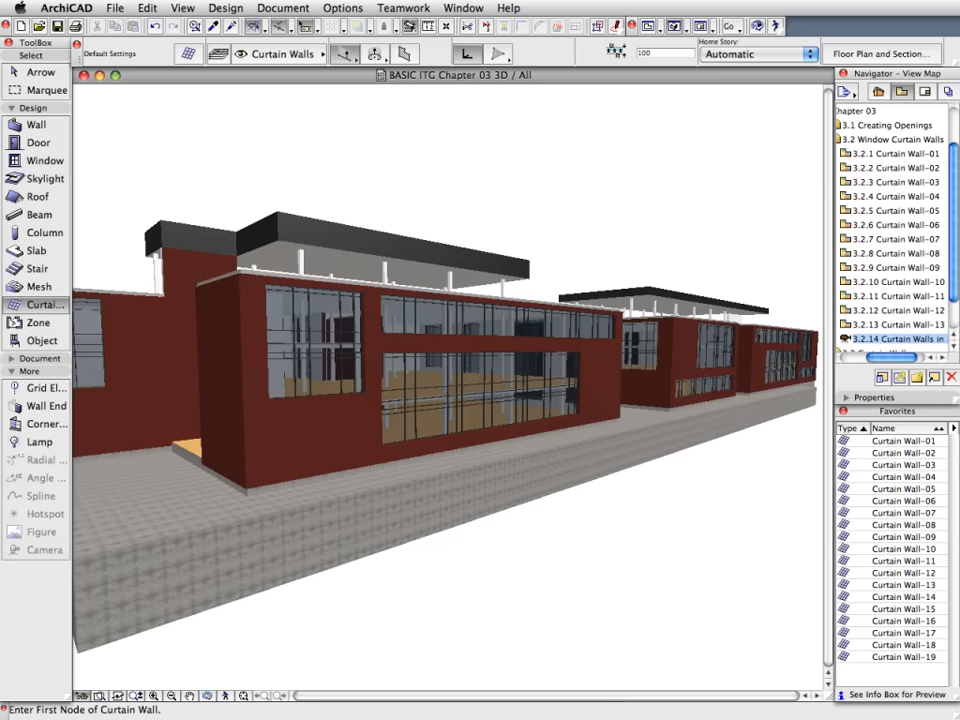 ArchiCAD File Edit View Design Document Options Teamwork Window Help
Go...
ToolBox
Select
Arrow
Marquee
Design
Wall
Door
Window
Skylight
Roof
Beam
Column
Slab
Stair
Mesh
Curtai...
Zone
Object
Document
More
Grid El...
Wall End
Corner...
Lamp
Radial ...
Angle ...
Spline
Hotspot
Figure
Camera
Default Settings
Curtain Walls
100
Home Story:
Automatic
Floor Plan and Section...
BASIC ITG Chapter 03 3D / All
Navigator - View Map
hapter 03
3.1 Creating Openings
3.2 Window Curtain Walls
3.2.1 Curtain Wall-01
3.2.2 Curtain Wall-02
3.2.3 Curtain Wall-03
3.2.4 Curtain Wall-04
3.2.5 Curtain Wall-05
3.2.6 Curtain Wall-06
3.2.7 Curtain Wall-07
3.2.8 Curtain Wall-08
3.2.9 Curtain Wall-09
3.2.10 Curtain Wall-10
3.2.11 Curtain Wall-11
3.2.12 Curtain Wall-12
3.2.13 Curtain Wall-13
3.2.14 Curtain Walls in
Properties
Favorites
Type Name
Curtain Wall-01
Curtain Wall-02
Curtain Wall-03
Curtain Wall-04
Curtain Wall-05
Curtain Wall-06
Curtain Wall-07
Curtain Wall-08
Curtain Wall-09
Curtain Wall-10
Curtain Wall-11
Curtain Wall-12
Curtain Wall-13
Curtain Wall-14
Curtain Wall-15
Curtain Wall-16
Curtain Wall-17
Curtain Wall-18
Curtain Wall-19
See Info Box for Preview
Enter First Node of Curtain Wall.